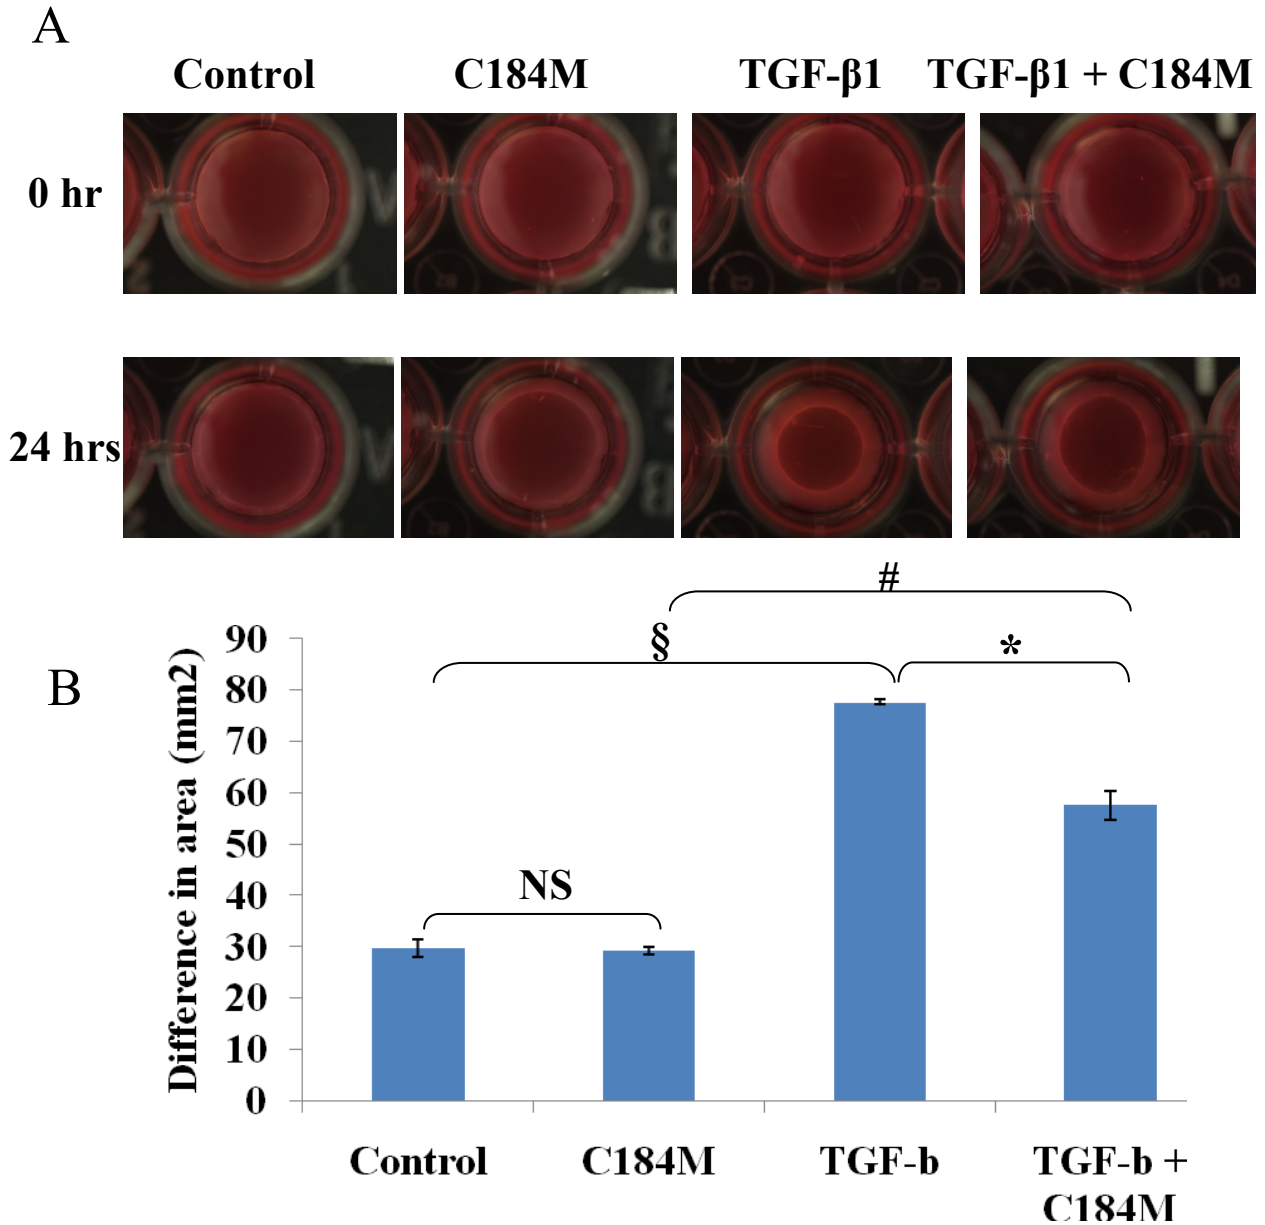 A
Control C184M TGF-β1 TGF-β1 + C184M
0 hr
24 hrs
#
§ *
B
NS
Difference in area (mm2)
90
80
70
60
50
40
30
20
10
0
Control C184M TGF-b TGF-b + C184M